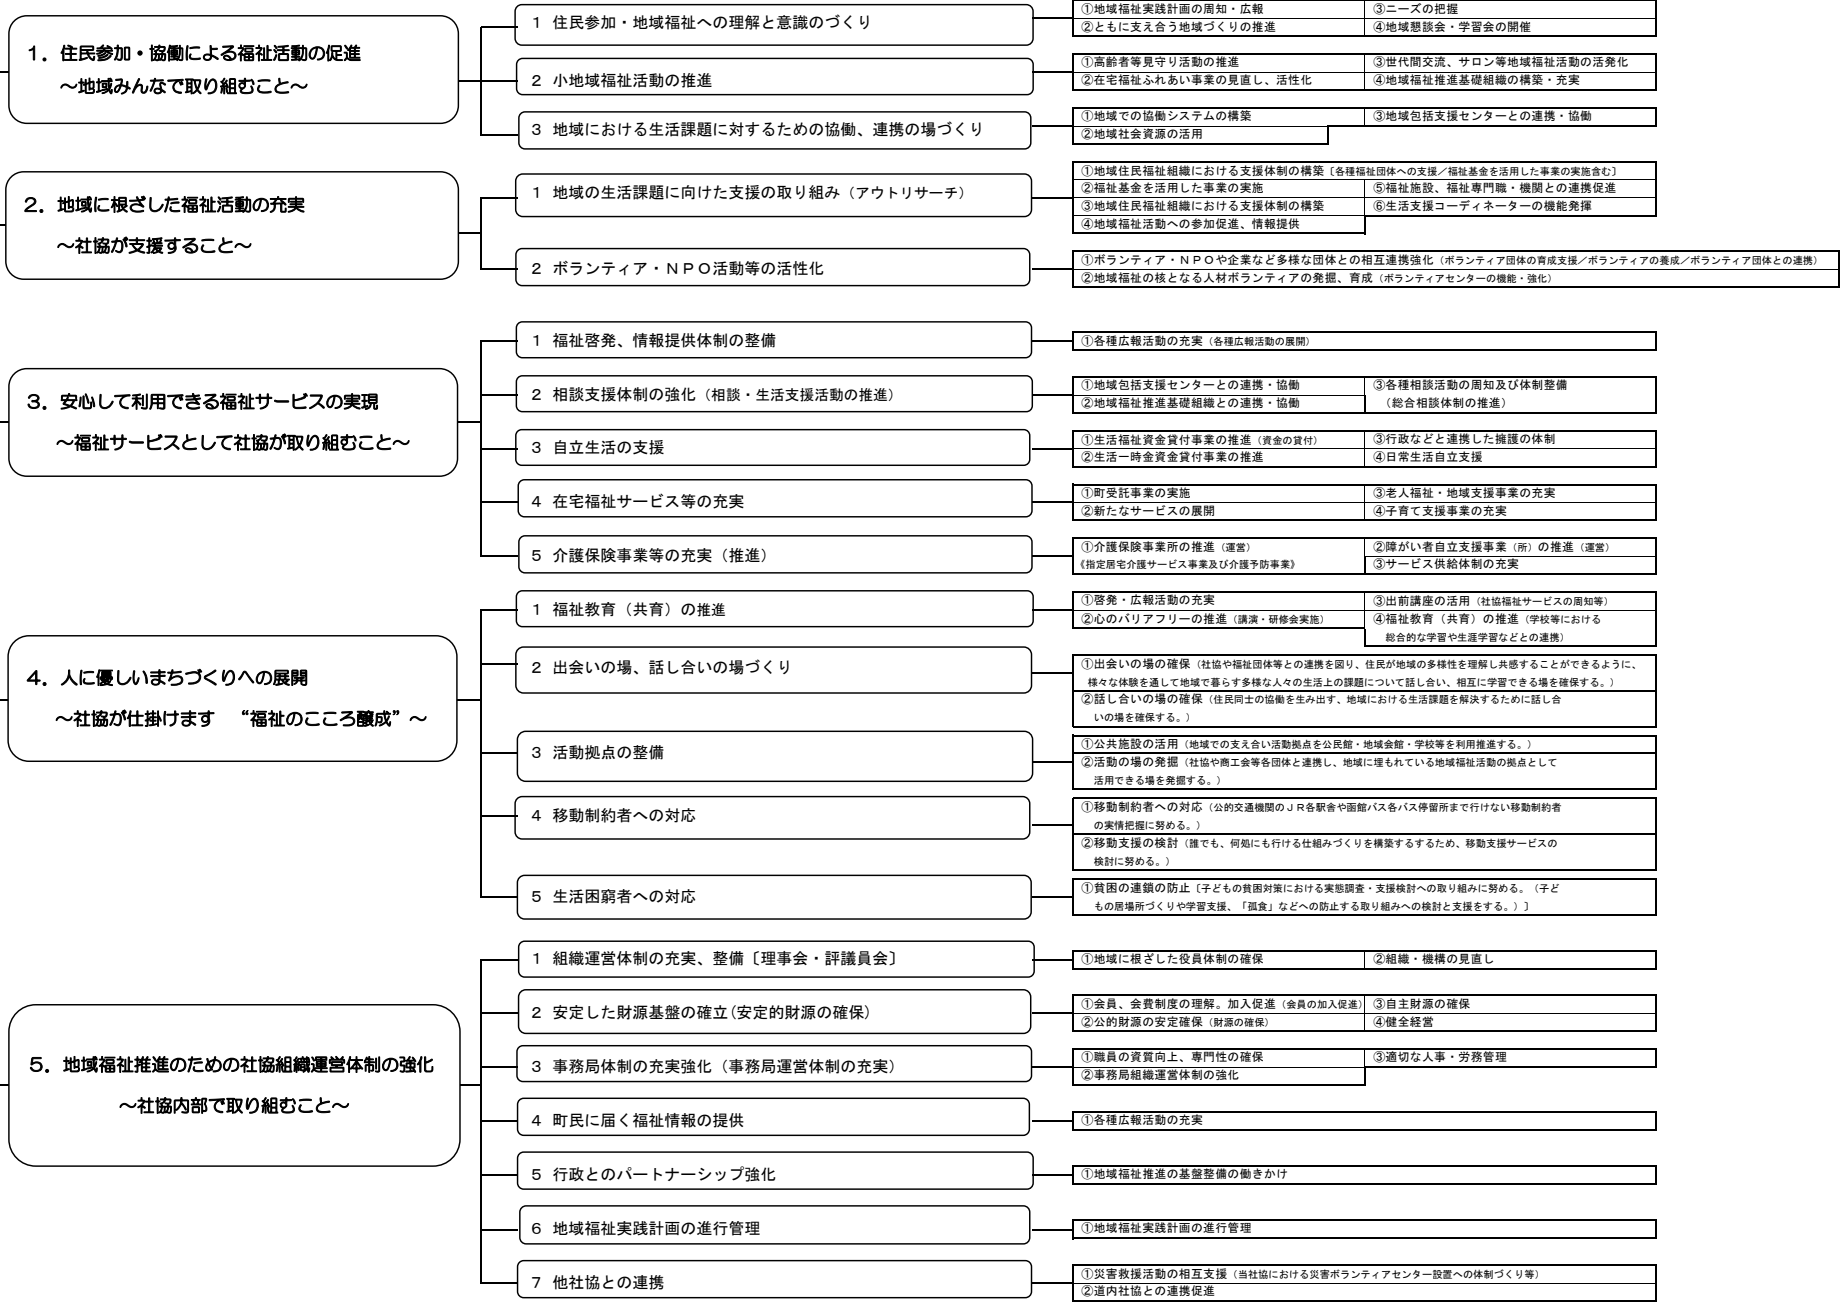 1．住民参加・協働による福祉活動の促進
～地域みんなで取り組むこと～
1 住民参加・地域福祉への理解と意識のづくり
①地域福祉実践計画の周知・広報
③ニーズの把握
②ともに支え合う地域づくりの推進
④地域懇談会・学習会の開催
2 小地域福祉活動の推進
①高齢者等見守り活動の推進
③世代間交流、サロン等地域福祉活動の活発化
②在宅福祉ふれあい事業の見直し、活性化
④地域福祉推進基礎組織の構築・充実
3 地域における生活課題に対するための協働、連携の場づくり
①地域での協働システムの構築
③地域包括支援センターとの連携・協働
②地域社会資源の活用
2．地域に根ざした福祉活動の充実
～社協が支援すること～
1 地域の生活課題に向けた支援の取り組み（アウトリサーチ）
①地域住民福祉組織における支援体制の構築〔各種福祉団体への支援／福祉基金を活用した事業の実施含む〕
②福祉基金を活用した事業の実施
⑤福祉施設、福祉専門職・機関との連携促進
③地域住民福祉組織における支援体制の構築
⑥生活支援コーディネーターの機能発揮
④地域福祉活動への参加促進、情報提供
2 ボランティア・ＮＰＯ活動等の活性化
①ボランティア・ＮＰＯや企業など多様な団体との相互連携強化（ボランティア団体の育成支援／ボランティアの養成／ボランティア団体との連携）
②地域福祉の核となる人材ボランティアの発掘、育成（ボランティアセンターの機能・強化）
3．安心して利用できる福祉サービスの実現
～福祉サービスとして社協が取り組むこと～
1 福祉啓発、情報提供体制の整備
①各種広報活動の充実（各種広報活動の展開）
2 相談支援体制の強化（相談・生活支援活動の推進）
①地域包括支援センターとの連携・協働
③各種相談活動の周知及び体制整備
②地域福祉推進基礎組織との連携・協働
（総合相談体制の推進）
3 自立生活の支援
①生活福祉資金貸付事業の推進（資金の貸付）
③行政などと連携した擁護の体制
②生活一時金資金貸付事業の推進
④日常生活自立支援
4 在宅福祉サービス等の充実
①町受託事業の実施
③老人福祉・地域支援事業の充実
②新たなサービスの展開
④子育て支援事業の充実
5 介護保険事業等の充実（推進）
①介護保険事業所の推進（運営）
②障がい者自立支援事業（所）の推進（運営）
《指定居宅介護サービス事業及び介護予防事業》
③サービス供給体制の充実
4．人に優しいまちづくりへの展開
～社協が仕掛けます　“福祉のこころ醸成”～
1 福祉教育（共育）の推進
①啓発・広報活動の充実
③出前講座の活用（社協福祉サービスの周知等）
②心のバリアフリーの推進（講演・研修会実施）
④福祉教育（共育）の推進（学校等における
総合的な学習や生涯学習などとの連携）
2 出会いの場、話し合いの場づくり
①出会いの場の確保（社協や福祉団体等との連携を図り、住民が地域の多様性を理解し共感することができるように、
様々な体験を通して地域で暮らす多様な人々の生活上の課題について話し合い、相互に学習できる場を確保する。）
②話し合いの場の確保（住民同士の協働を生み出す、地域における生活課題を解決するために話し合
いの場を確保する。）
3 活動拠点の整備
①公共施設の活用（地域での支え合い活動拠点を公民館・地域会館・学校等を利用推進する。）
②活動の場の発掘（社協や商工会等各団体と連携し、地域に埋もれている地域福祉活動の拠点として
活用できる場を発掘する。）
4 移動制約者への対応
①移動制約者への対応（公的交通機関のＪＲ各駅舎や函館バス各バス停留所まで行けない移動制約者
の実情把握に努める。）
②移動支援の検討（誰でも、何処にも行ける仕組みづくりを構築するするため、移動支援サービスの
検討に努める。）
5 生活困窮者への対応
①貧困の連鎖の防止〔子どもの貧困対策における実態調査・支援検討への取り組みに努める。（子ど
もの居場所づくりや学習支援、「孤食」などへの防止する取り組みへの検討と支援をする。）〕
5．地域福祉推進のための社協組織運営体制の強化
～社協内部で取り組むこと～
1 組織運営体制の充実、整備〔理事会・評議員会〕
①地域に根ざした役員体制の確保
②組織・機構の見直し
2 安定した財源基盤の確立(安定的財源の確保)
①会員、会費制度の理解。加入促進（会員の加入促進）
③自主財源の確保
②公的財源の安定確保（財源の確保）
④健全経営
3 事務局体制の充実強化（事務局運営体制の充実）
①職員の資質向上、専門性の確保
③適切な人事・労務管理
②事務局組織運営体制の強化
4 町民に届く福祉情報の提供
①各種広報活動の充実
5 行政とのパートナーシップ強化
①地域福祉推進の基盤整備の働きかけ
6 地域福祉実践計画の進行管理
①地域福祉実践計画の進行管理
7 他社協との連携
①災害救援活動の相互支援（当社協における災害ボランティアセンター設置への体制づくり等）
②道内社協との連携促進